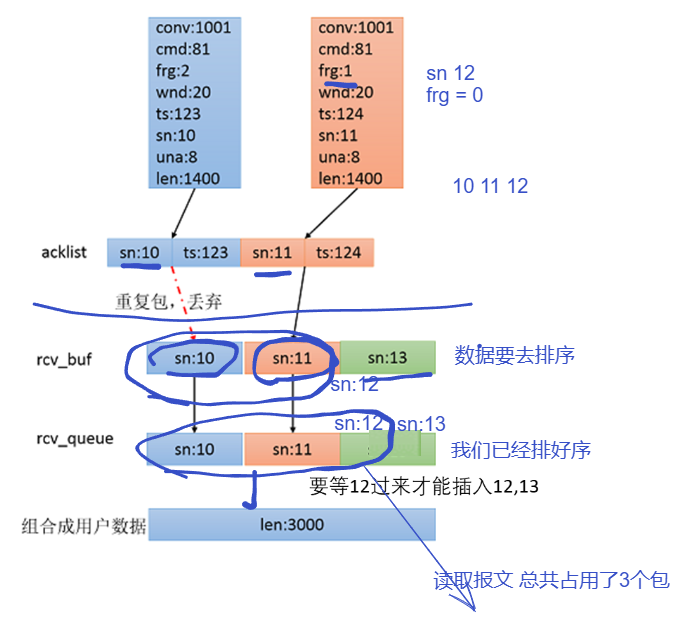 conv:1001
cmd:81
frg:2
wnd:20
ts:123
sn:10
una:8
len:1400
conv:1001
cmd:81
frg:1
wnd:20
ts:124
sn:11
una:8
len:1400
sn 12
frg = 0
10 11 12
acklist
sn:10
ts:123
sn:11
ts:124
重复包，丢弃
rcv_buf
sn:10
sn:11
sn:13
数据要去排序
sn:12
sn:12
sn:13
rcv_queue
sn:10
sn:11
我们已经排好序
要等12过来才能插入12,13
组合成用户数据
len:3000
读取报文 总共占用了3个包